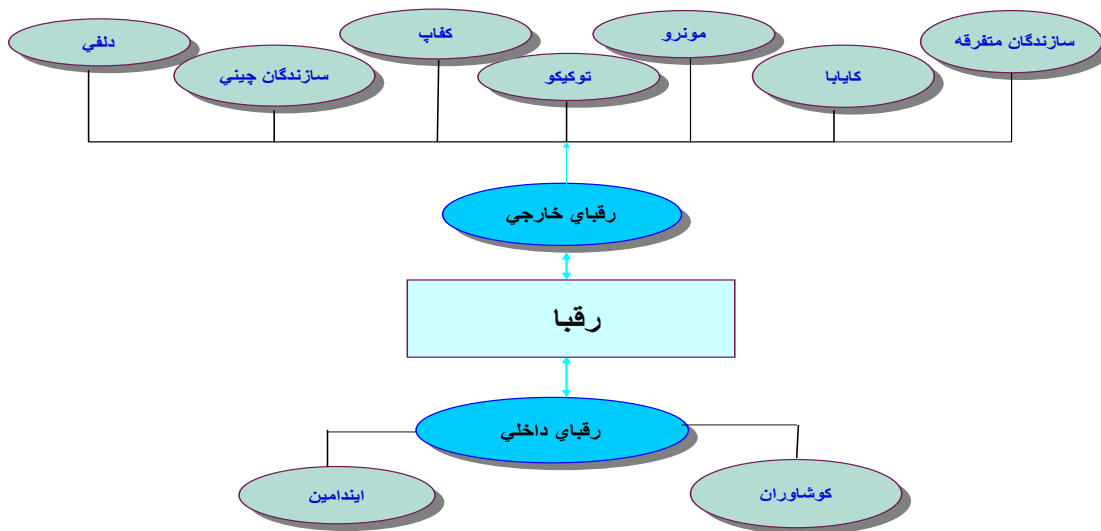 سازندگان متفرقه
مونرو
کفاپ
دلفي
کايابا
توکيکو
سازندگان چيني
رقباي خارجي
رقبا
رقباي داخلي
کوشاوران
ايندامين